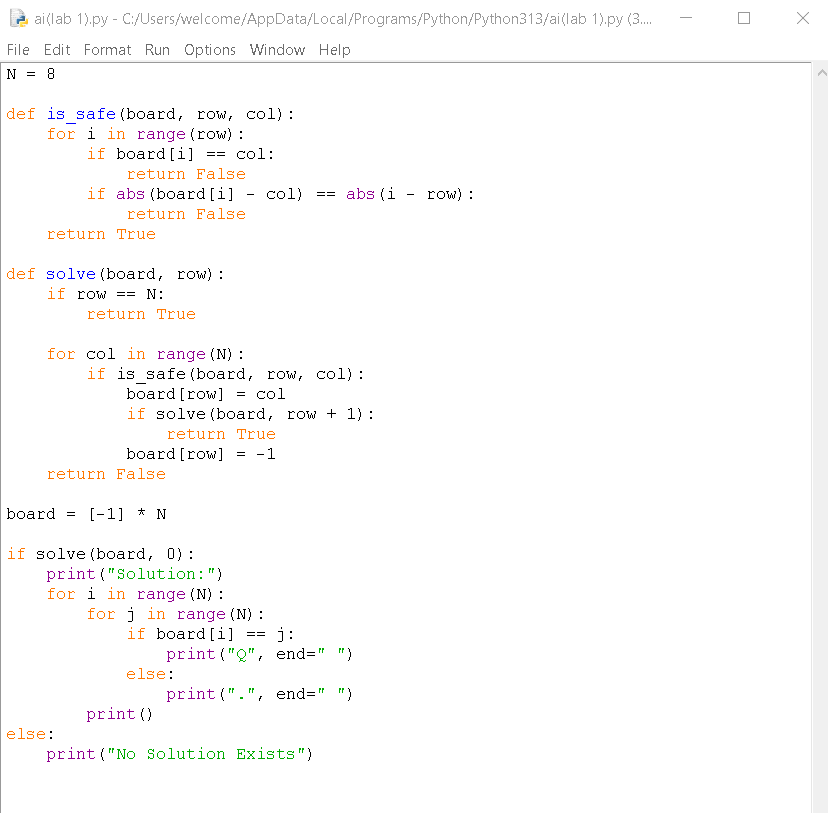 ai(lab 1).py - C:/Users/welcome/AppData/Local/Programs/Python/Python313/ai(lab 1).py (3....
File Edit Format Run Options Window Help
N = 8

def is_safe(board, row, col):
    for i in range(row):
        if board[i] == col:
            return False
        if abs(board[i] - col) == abs(i - row):
            return False
    return True

def solve(board, row):
    if row == N:
        return True

    for col in range(N):
        if is_safe(board, row, col):
            board[row] = col
            if solve(board, row + 1):
                return True
            board[row] = -1
    return False

board = [-1] * N

if solve(board, 0):
    print("Solution:")
    for i in range(N):
        for j in range(N):
            if board[i] == j:
                print("Q", end=" ")
            else:
                print(".", end=" ")
        print()
else:
    print("No Solution Exists")